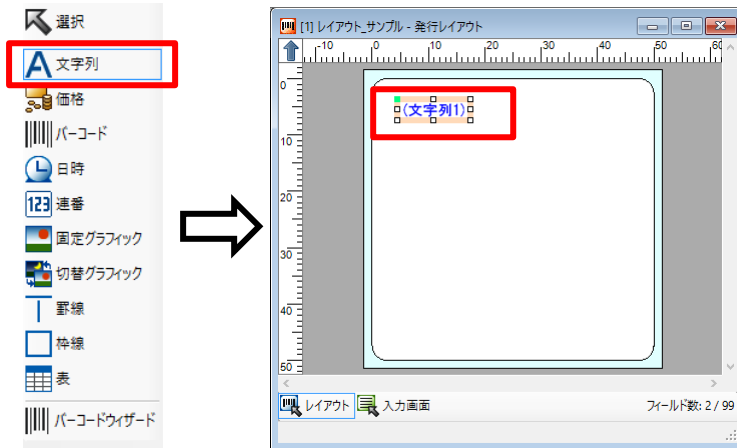 選択
文字列
価格
バーコード
日時
123 連番
固定グラフィック
切替グラフィック
罫線
枠線
表
バーコードウィザード
[1] レイアウト_サンプル - 発行レイアウト
-10 0 10 20 30 40 50 60
0
10
20
30
40
50
(文字列1)
レイアウト 入力画面 フィールド数: 2 / 99